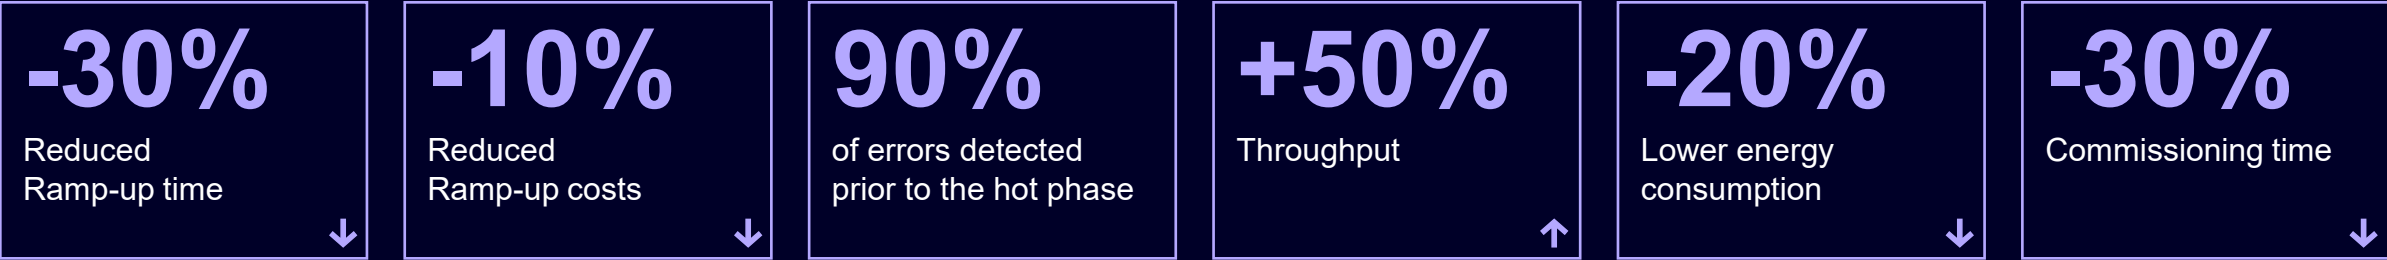 -30%
Reduced
Ramp-up time
-10%
Reduced
Ramp-up costs
90%
of errors detected
prior to the hot phase
+50%
Throughput
-20%
Lower energy
consumption
-30%
Commissioning time